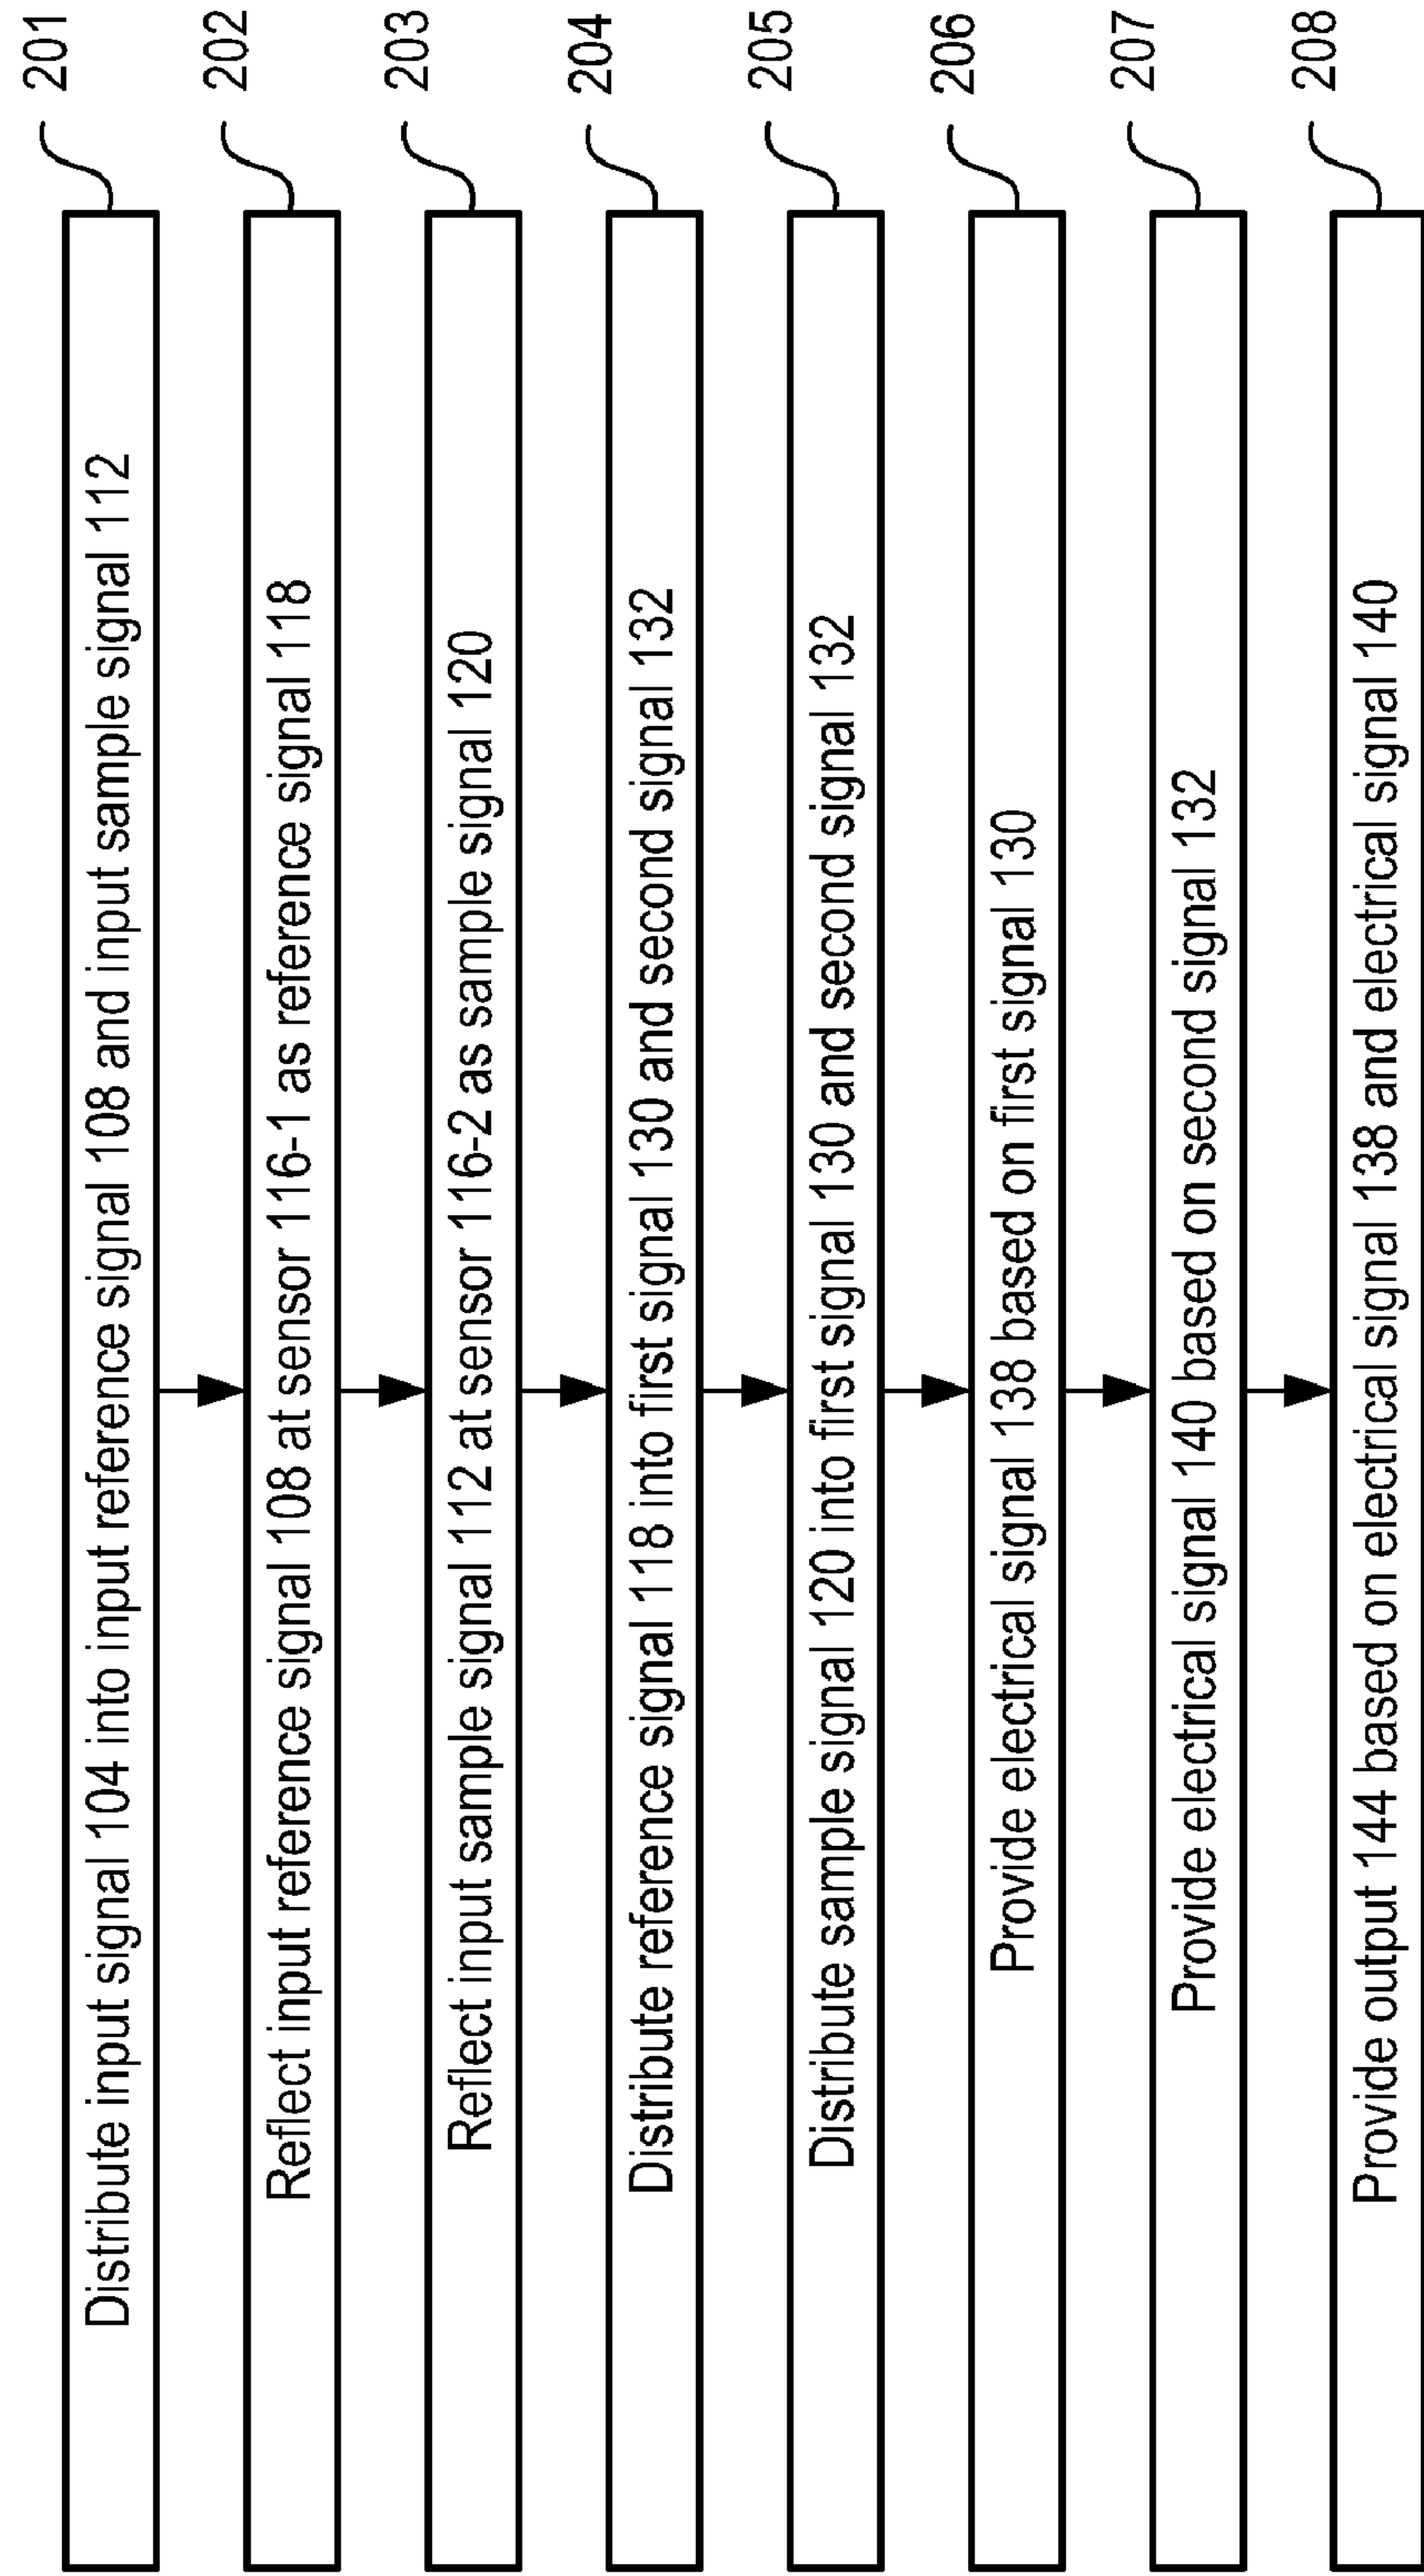 201
Distribute input signal 104 into input reference signal 108 and input sample signal 112
202
Reflect input reference signal 108 at sensor 116-1 as reference signal 118
203
Reflect input sample signal 112 at sensor 116-2 as sample signal 120
204
Distribute reference signal 118 into first signal 130 and second signal 132
205
Distribute sample signal 120 into first signal 130 and second signal 132
206
Provide electrical signal 138 based on first signal 130
207
Provide electrical signal 140 based on second signal 132
208
Provide output 144 based on electrical signal 138 and electrical signal 140